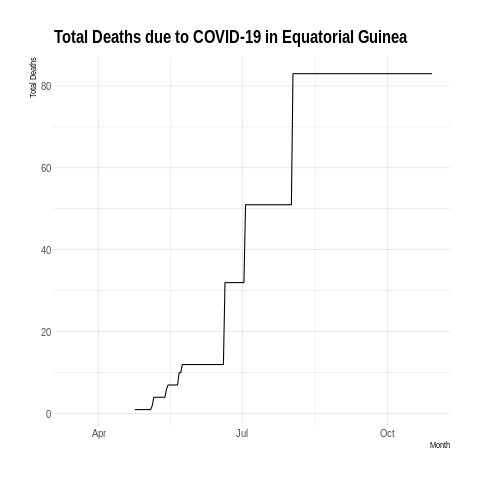 Total Deaths due to COVID-19 in Equatorial Guinea
Total Deaths
80
60
40
20
0
Apr Jul Oct
Month